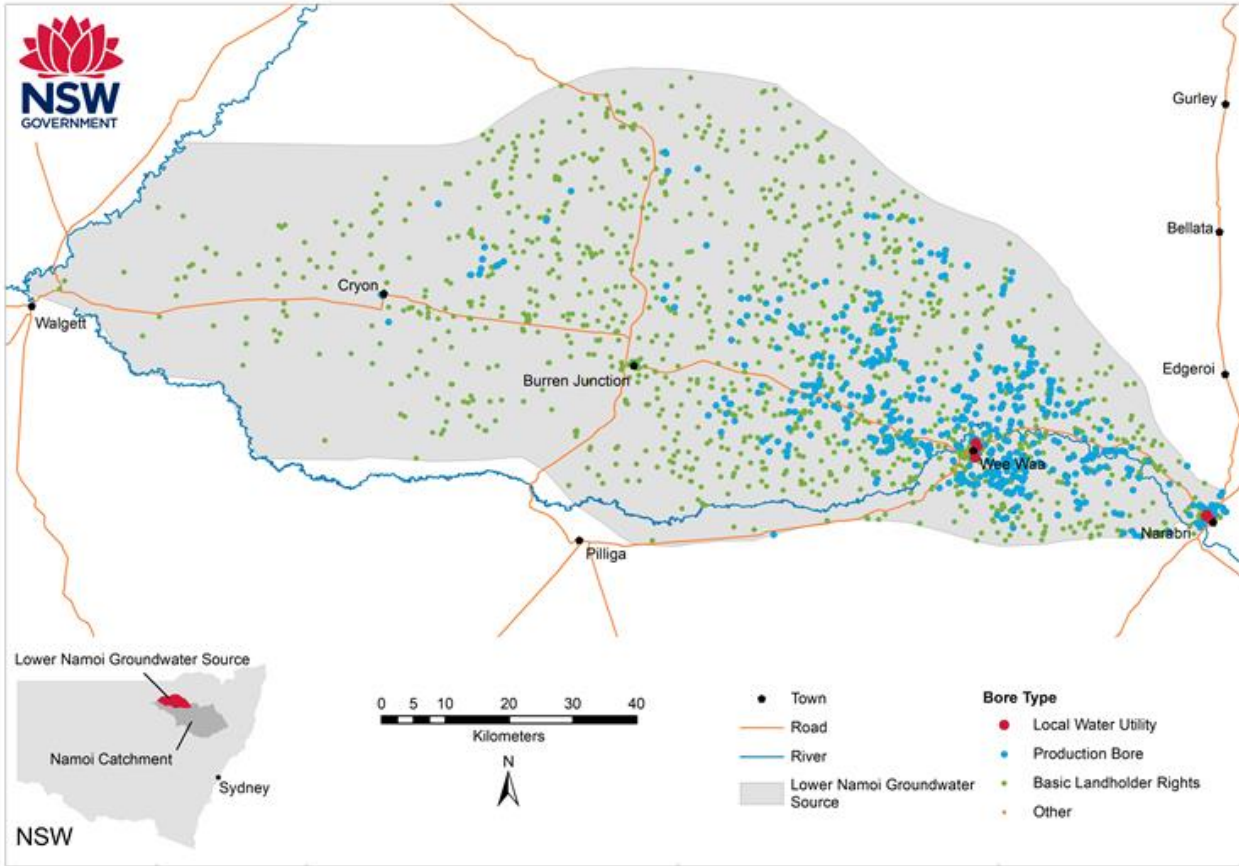 NSW
GOVERNMENT
Gurley
Bellata
Cryon
Walgett
Burren Junction
Edgeroi
Wee Waa
Narabri
Pilliga
Lower Namoi Groundwater Source
Namoi Catchment
Sydney
NSW
0 5 10 20 30 40
Kilometers
N
Town
Road
River
Lower Namoi Groundwater
Source
Bore Type
Local Water Utility
Production Bore
Basic Landholder Rights
Other